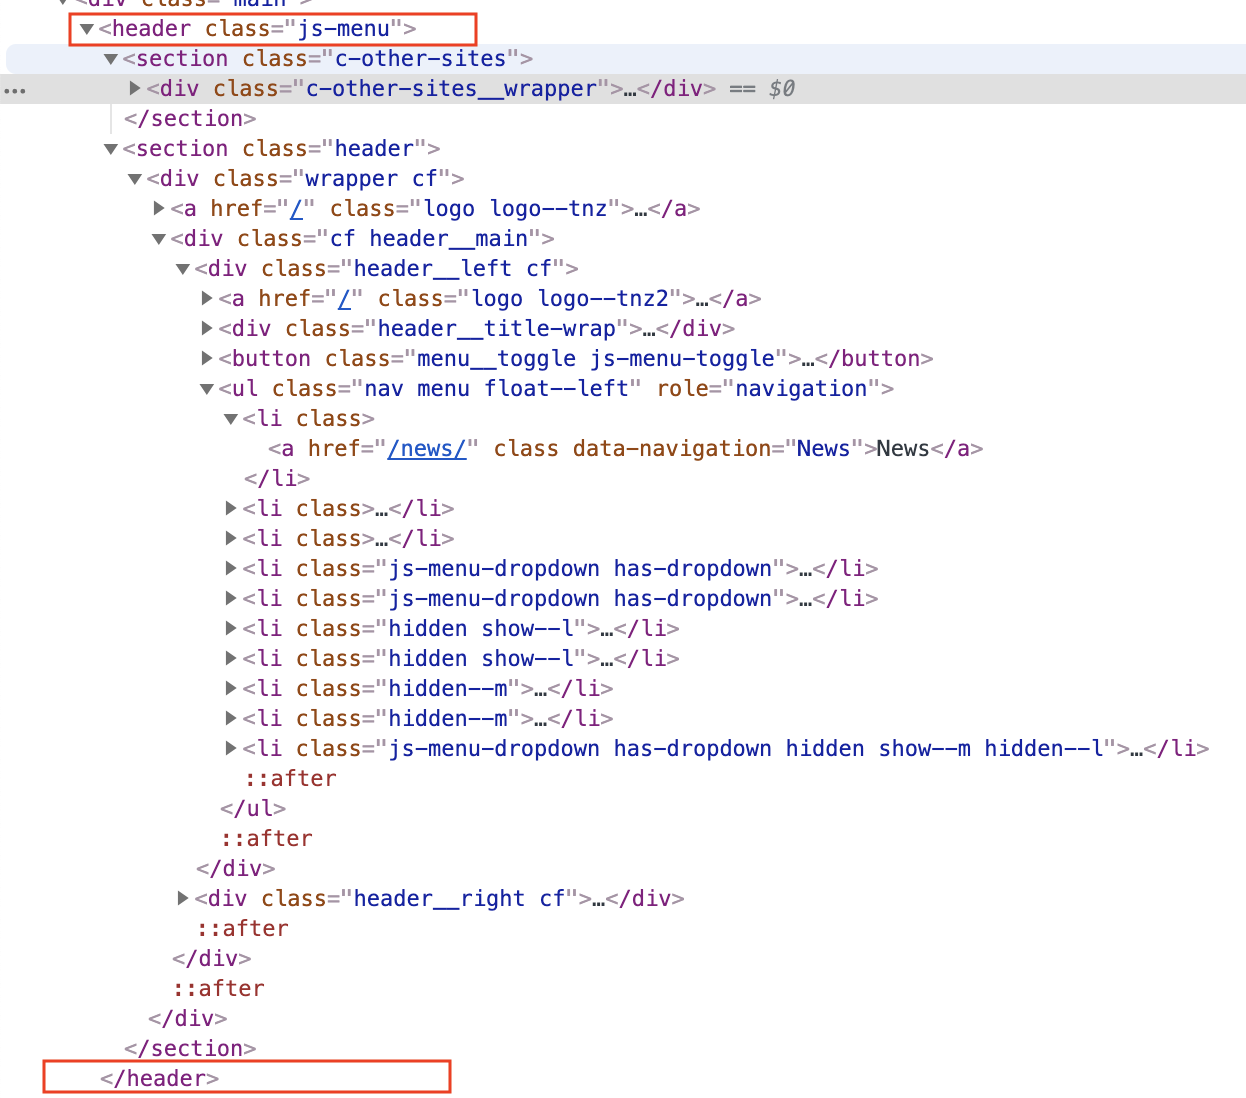 <div class="main">
<header class="js-menu">
<section class="c-other-sites">
<div class="c-other-sites__wrapper">…</div> == $0
</section>
<section class="header">
<div class="wrapper cf">
<a href="/" class="logo logo--tnz">…</a>
<div class="cf header__main">
<div class="header__left cf">
<a href="/" class="logo logo--tnz2">…</a>
<div class="header__title-wrap">…</div>
<button class="menu__toggle js-menu-toggle">…</button>
<ul class="nav menu float--left" role="navigation">
<li class>
<a href="/news/" class data-navigation="News">News</a>
</li>
<li class>…</li>
<li class>…</li>
<li class="js-menu-dropdown has-dropdown">…</li>
<li class="js-menu-dropdown has-dropdown">…</li>
<li class="hidden show--l">…</li>
<li class="hidden show--l">…</li>
<li class="hidden--m">…</li>
<li class="hidden--m">…</li>
<li class="js-menu-dropdown has-dropdown hidden show--m hidden--l">…</li>
::after
</ul>
::after
</div>
<div class="header__right cf">…</div>
::after
</div>
::after
</div>
</section>
</header>